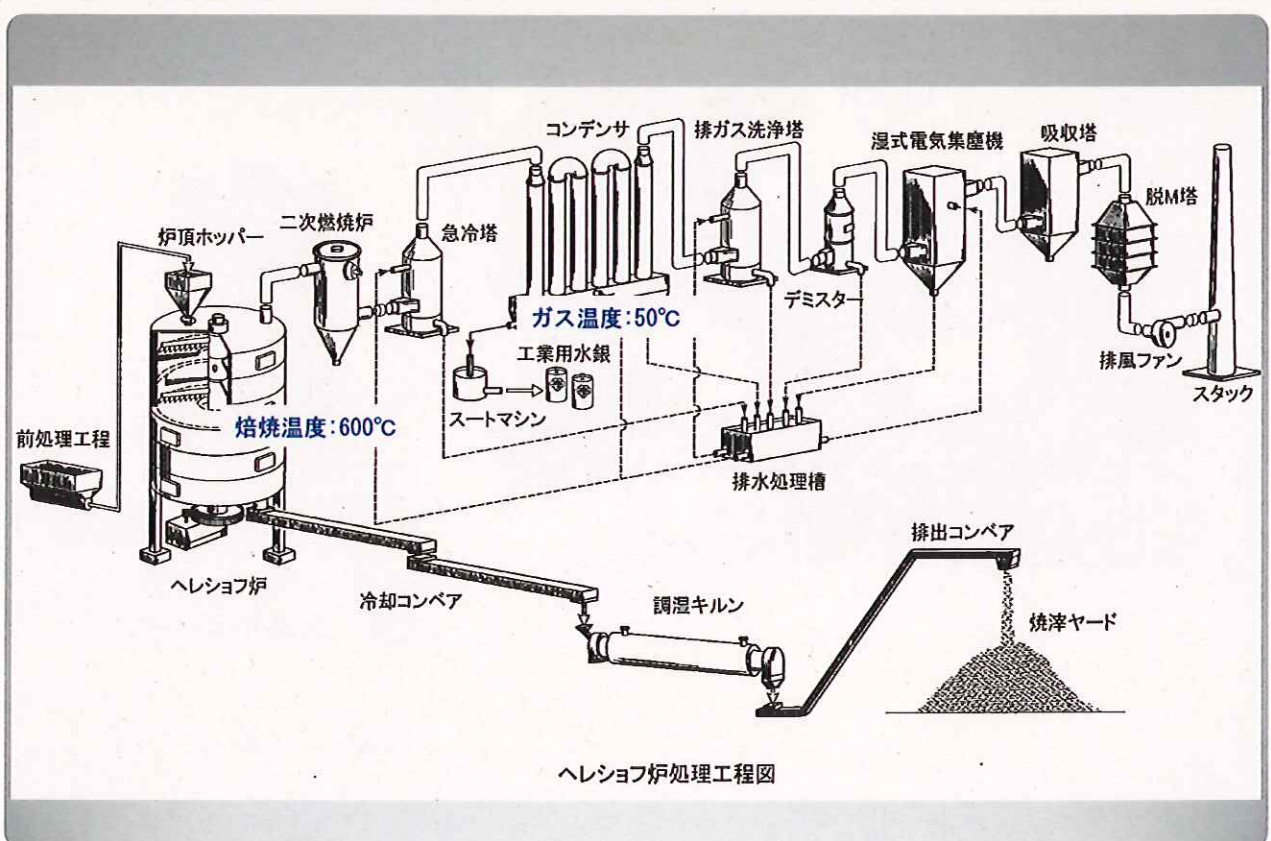 コンデンサ
排ガス洗浄塔
湿式電気集塵機
吸収塔
脱M塔
二次燃焼炉
急冷塔
炉頂ホッパー
デミスター
ガス温度:50℃
工業用水銀
排風ファン
スタック
スートマシン
焙焼温度:600℃
前処理工程
排水処理槽
ヘレショフ炉
冷却コンベア
調湿キルン
排出コンベア
焼滓ヤード
ヘレショフ炉処理工程図